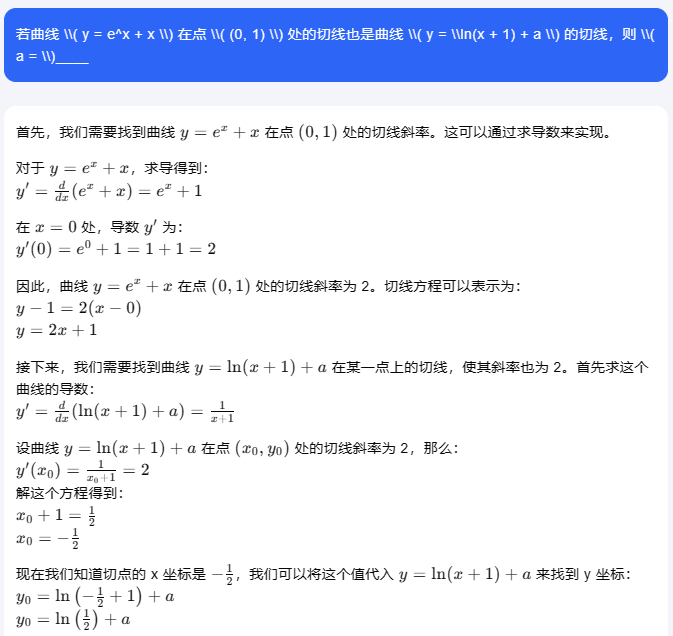 若曲线 \\( y = e^x + x \\) 在点 \\( (0, 1) \\) 处的切线也是曲线 \\( y = \\ln(x + 1) + a \\) 的切线，则 \\(
a = \\)____
首先，我们需要找到曲线 y = e^x + x 在点 (0, 1) 处的切线斜率。这可以通过求导数来实现。
对于 y = e^x + x，求导得到：
y′ = \frac{d}{dx}(e^x + x) = e^x + 1
在 x = 0 处，导数 y′ 为：
y′(0) = e^0 + 1 = 1 + 1 = 2
因此，曲线 y = e^x + x 在点 (0, 1) 处的切线斜率为 2。切线方程可以表示为：
y − 1 = 2(x − 0)
y = 2x + 1
接下来，我们需要找到曲线 y = ln(x + 1) + a 在某一点上的切线，使其斜率也为 2。首先求这个
曲线的导数：
y′ = \frac{d}{dx}(ln(x + 1) + a) = \frac{1}{x+1}
设曲线 y = ln(x + 1) + a 在点 (x_0, y_0) 处的切线斜率为 2，那么：
y′(x_0) = \frac{1}{x_0+1} = 2
解这个方程得到：
x_0 + 1 = \frac{1}{2}
x_0 = −\frac{1}{2}
现在我们知道切点的 x 坐标是 −\frac{1}{2}，我们可以将这个值代入 y = ln(x + 1) + a 来找到 y 坐标：
y_0 = ln(−\frac{1}{2} + 1) + a
y_0 = ln(\frac{1}{2}) + a